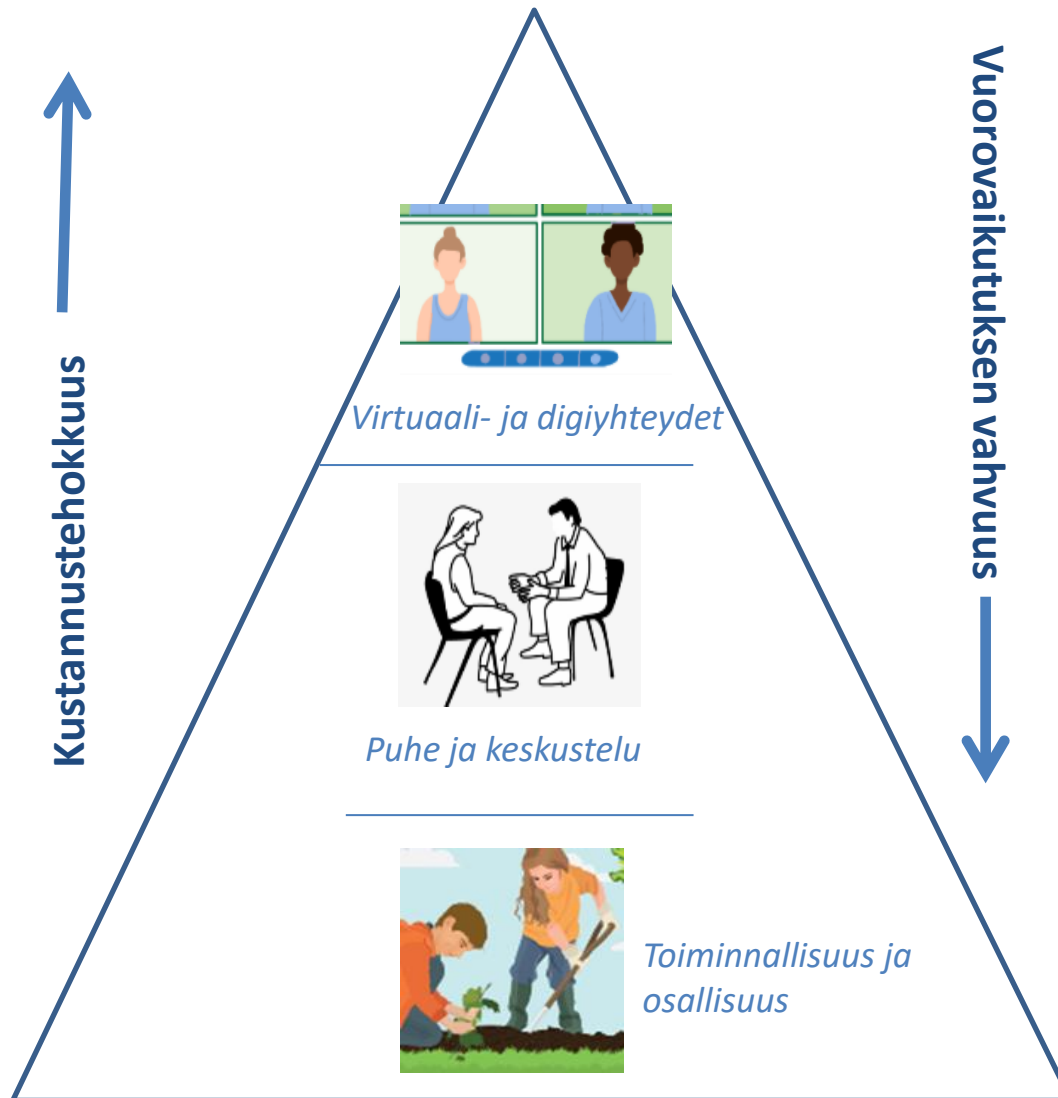 Kustannustehokkuus
Vuorovaikutuksen vahvuus
Virtuaali- ja digiyhteydet
Puhe ja keskustelu
Toiminnallisuus ja
osallisuus